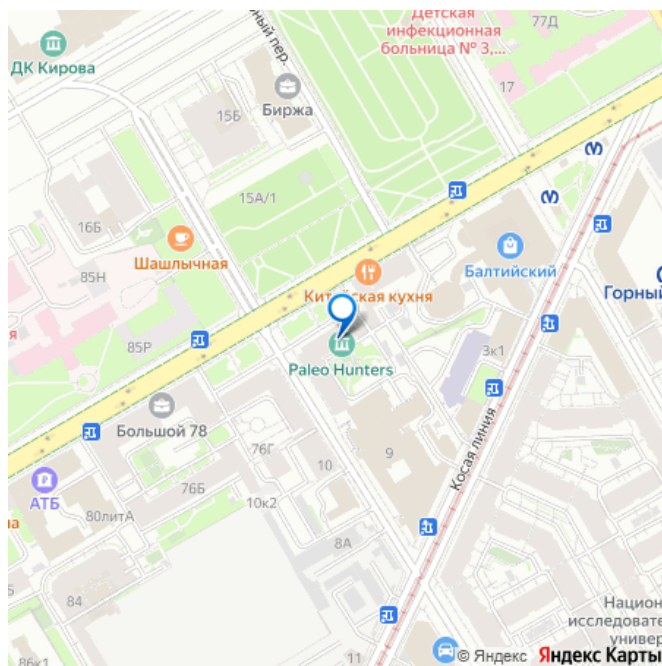 Детская
инфекционная
больница № 3,...
77Д
ный пер.
ДК Кирова
17
Биржа
15Б
15А/1
16Б
Шашлычная
85Н
Балтийский
Китайская кухня
Горный
85Р
3к1
Paleo Hunters
Большой 78
Косая линия
76Г
9
10
АТБ
76Б
10к2
80литА
8А
84
Национ
исследовате
универ
11
86к1
© Яндекс Яндекс Карты